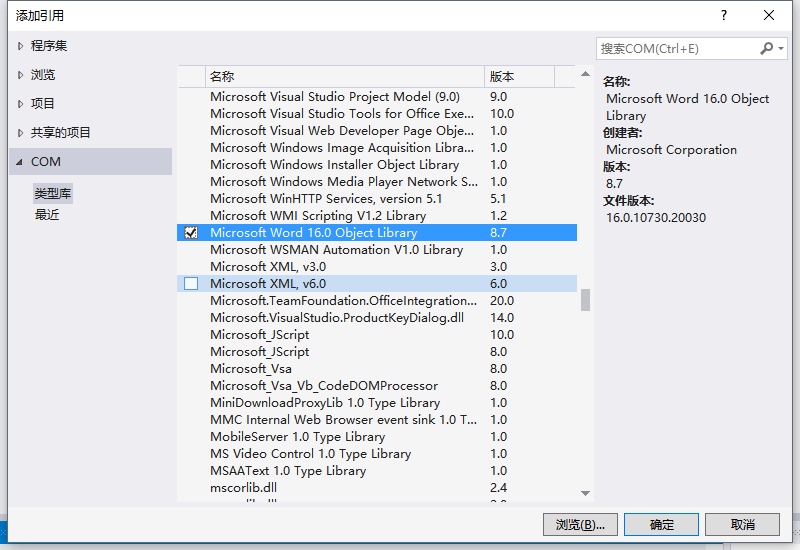 添加引用
程序集
浏览
项目
共享的项目
COM
类型库
最近
名称 版本
Microsoft Visual Studio Project Model (9.0) 9.0
Microsoft Visual Studio Tools for Office Exe... 10.0
Microsoft Visual Web Developer Page Obje... 1.0
Microsoft Windows Image Acquisition Libra... 1.0
Microsoft Windows Installer Object Library 1.0
Microsoft Windows Media Player Network S... 1.0
Microsoft WinHTTP Services, version 5.1 5.1
Microsoft WMI Scripting V1.2 Library 1.2
Microsoft Word 16.0 Object Library 8.7
Microsoft WSMAN Automation V1.0 Library 1.0
Microsoft XML, v3.0 3.0
Microsoft XML, v6.0 6.0
Microsoft.TeamFoundation.OfficeIntegration... 20.0
Microsoft.VisualStudio.ProductKeyDialog.dll 14.0
Microsoft_JScript 10.0
Microsoft_JScript 8.0
Microsoft_Vsa 8.0
Microsoft_Vsa_Vb_CodeDOMProcessor 8.0
MiniDownloadProxyLib 1.0 Type Library 1.0
MMC Internal Web Browser event sink 1.0 T... 1.0
MobileServer 1.0 Type Library 1.0
MS Video Control 1.0 Type Library 1.0
MSAAText 1.0 Type Library 1.0
mscorlib.dll 2.4
搜索COM(Ctrl+E)
名称:
Microsoft Word 16.0 Object
Library
创建者:
Microsoft Corporation
版本:
8.7
文件版本:
16.0.10730.20030
浏览(B)... 确定 取消